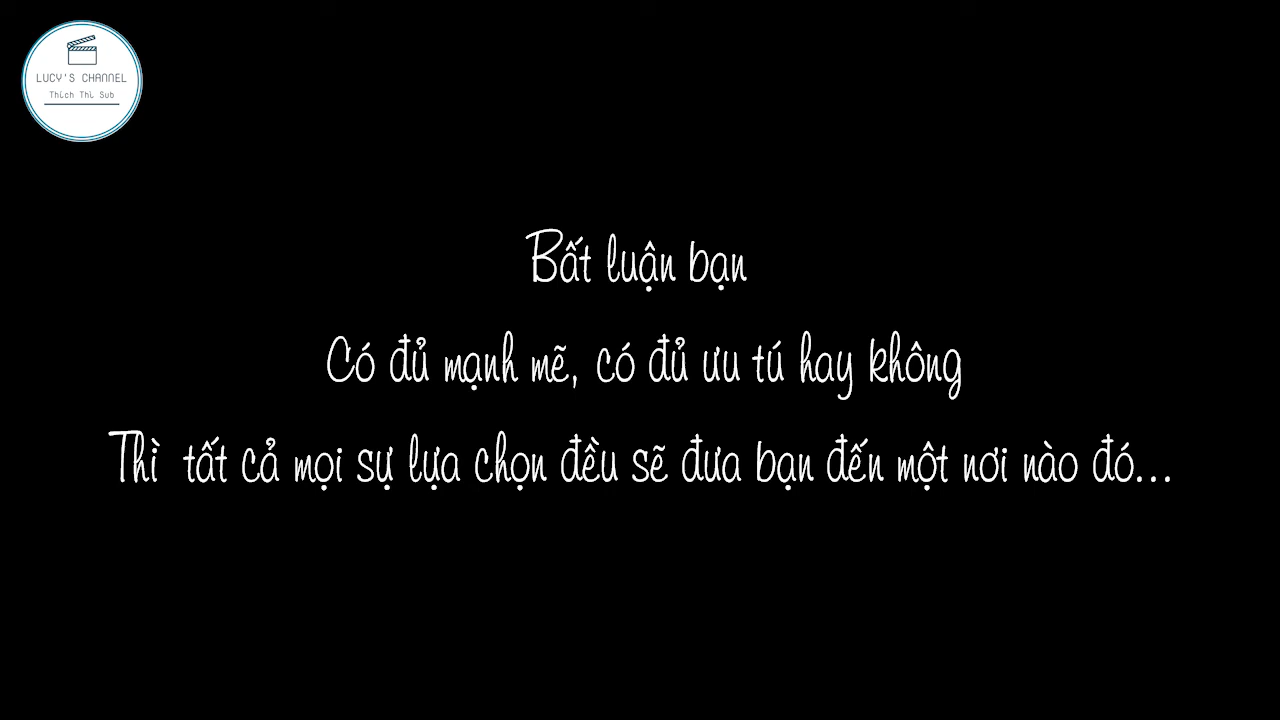 LUCY'S CHANNEL
Thích Thì Sub
Bất luận bạn
Có đủ mạnh mẽ, có đủ ưu tú hay không
Thì tất cả mọi sự lựa chọn đều sẽ đưa bạn đến một nơi nào đó...